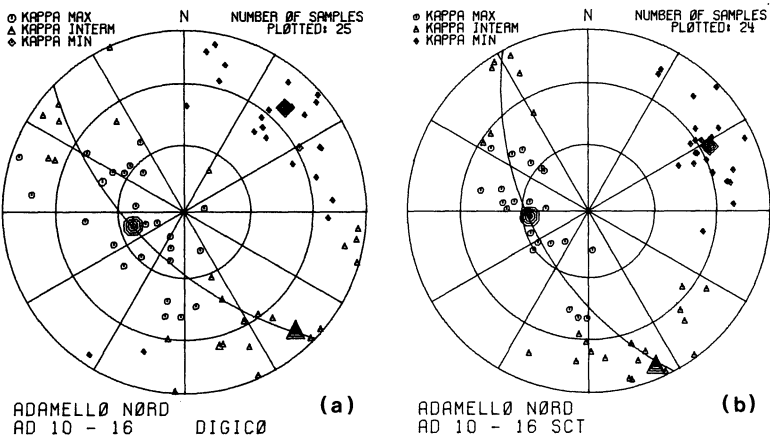 KAPPA MAX
KAPPA INTERM
KAPPA MIN
N
NUMBER ØF SAMPLES
PLØTTED: 25
ADAMELLØ NØRD
AD 10 - 16 DIGICØ
(a)
KAPPA MAX
KAPPA INTERM
KAPPA MIN
N
NUMBER ØF SAMPLES
PLØTTED: 24
ADAMELLØ NØRD
AD 10 - 16 SCT
(b)